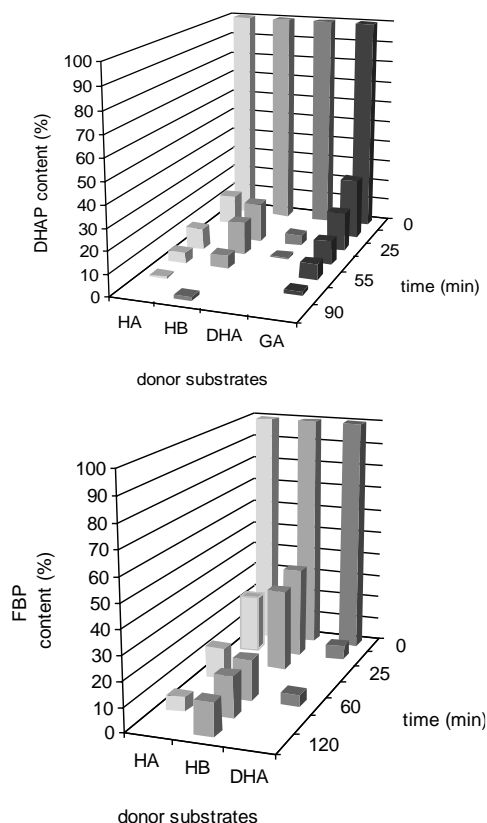 100
90
80
70
60
50
40
30
20
10
0
DHAP content (%)
0
25
55
90
time (min)
HA
HB
DHA
GA
donor substrates
100
90
80
70
60
50
40
30
20
10
0
FBP
content (%)
0
25
60
120
time (min)
HA
HB
DHA
donor substrates